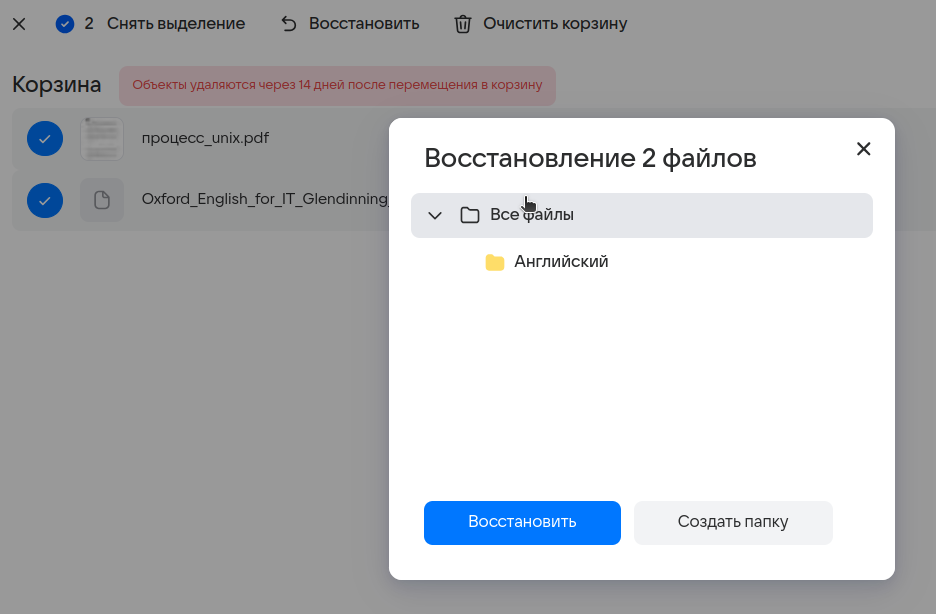 2 Снять выделение Восстановить Очистить корзину
Корзина Объекты удаляются через 14 дней после перемещения в корзину
процесс_unix.pdf
Oxford_English_for_IT_Glendinning_
Восстановление 2 файлов
Все файлы
Английский
Восстановить Создать папку